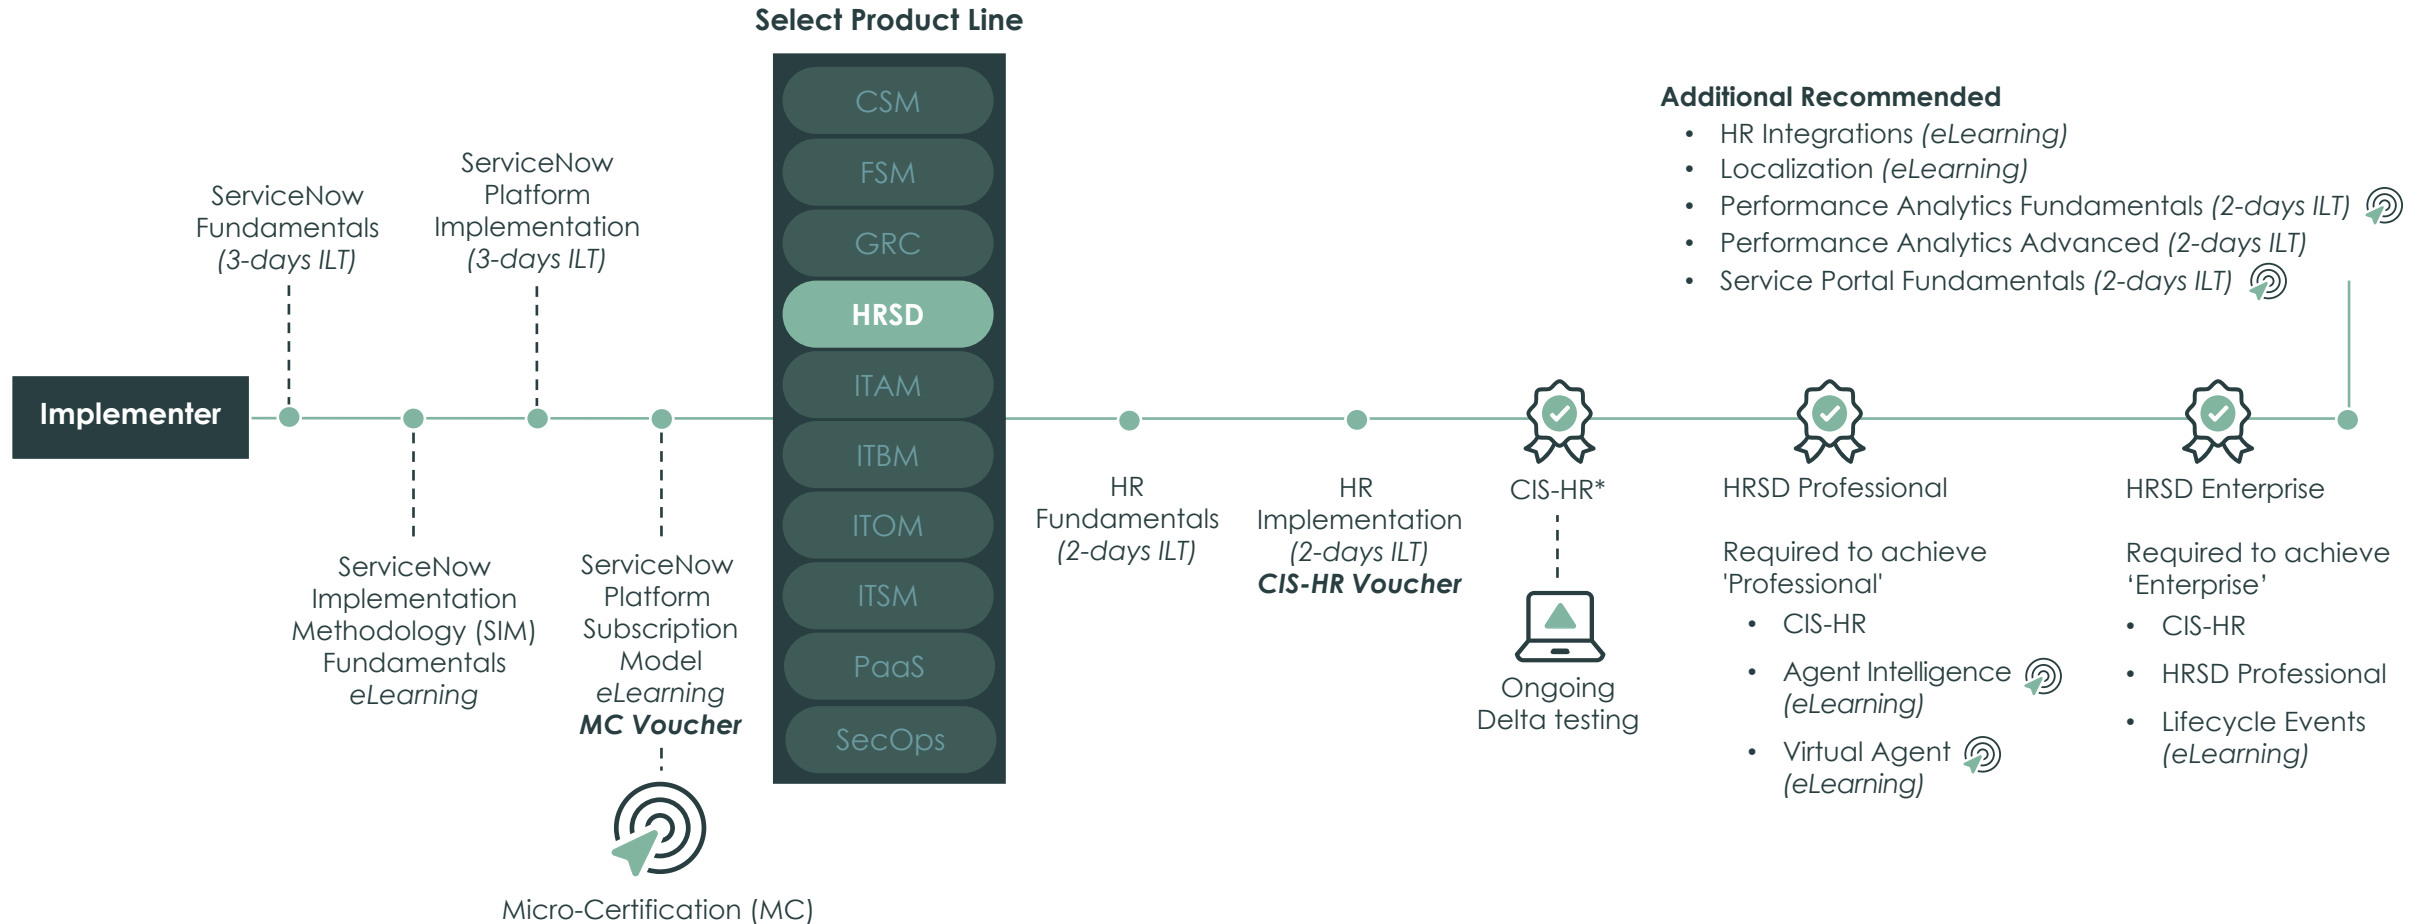 Select Product Line
CSM
FSM
GRC
HRSD
ITAM
ITBM
ITOM
ITSM
PaaS
SecOps
Implementer
ServiceNow
Fundamentals
(3-days ILT)
ServiceNow
Implementation
Methodology (SIM)
Fundamentals
eLearning
ServiceNow
Platform
Implementation
(3-days ILT)
ServiceNow
Platform
Subscription
Model
eLearning
MC Voucher
Micro-Certification (MC)
HR
Fundamentals
(2-days ILT)
HR
Implementation
(2-days ILT)
CIS-HR Voucher
CIS-HR*
Ongoing
Delta testing
HRSD Professional
Required to achieve
'Professional'
• CIS-HR
• Agent Intelligence
(eLearning)
• Virtual Agent
(eLearning)
HRSD Enterprise
Required to achieve
‘Enterprise’
• CIS-HR
• HRSD Professional
• Lifecycle Events
(eLearning)
Additional Recommended
• HR Integrations (eLearning)
• Localization (eLearning)
• Performance Analytics Fundamentals (2-days ILT)
• Performance Analytics Advanced (2-days ILT)
• Service Portal Fundamentals (2-days ILT)